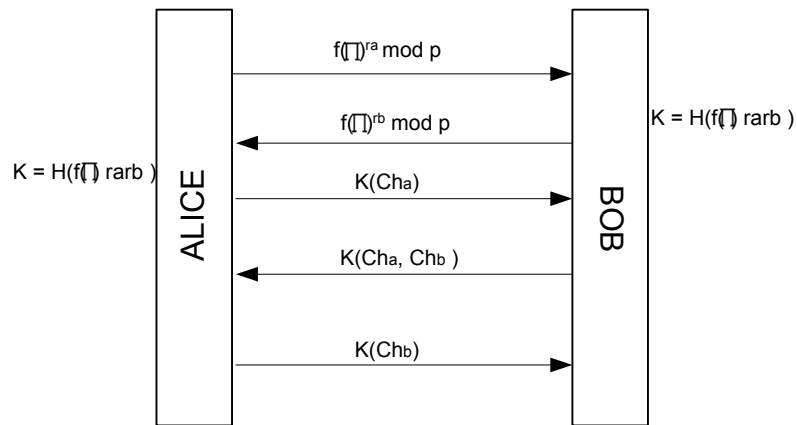 f(∏)ra mod p
f(∏)rb mod p
K = H(f(∏) rarb )
K = H(f(∏) rarb )
K(Cha)
ALICE
BOB
K(Cha, Chb )
K(Chb)